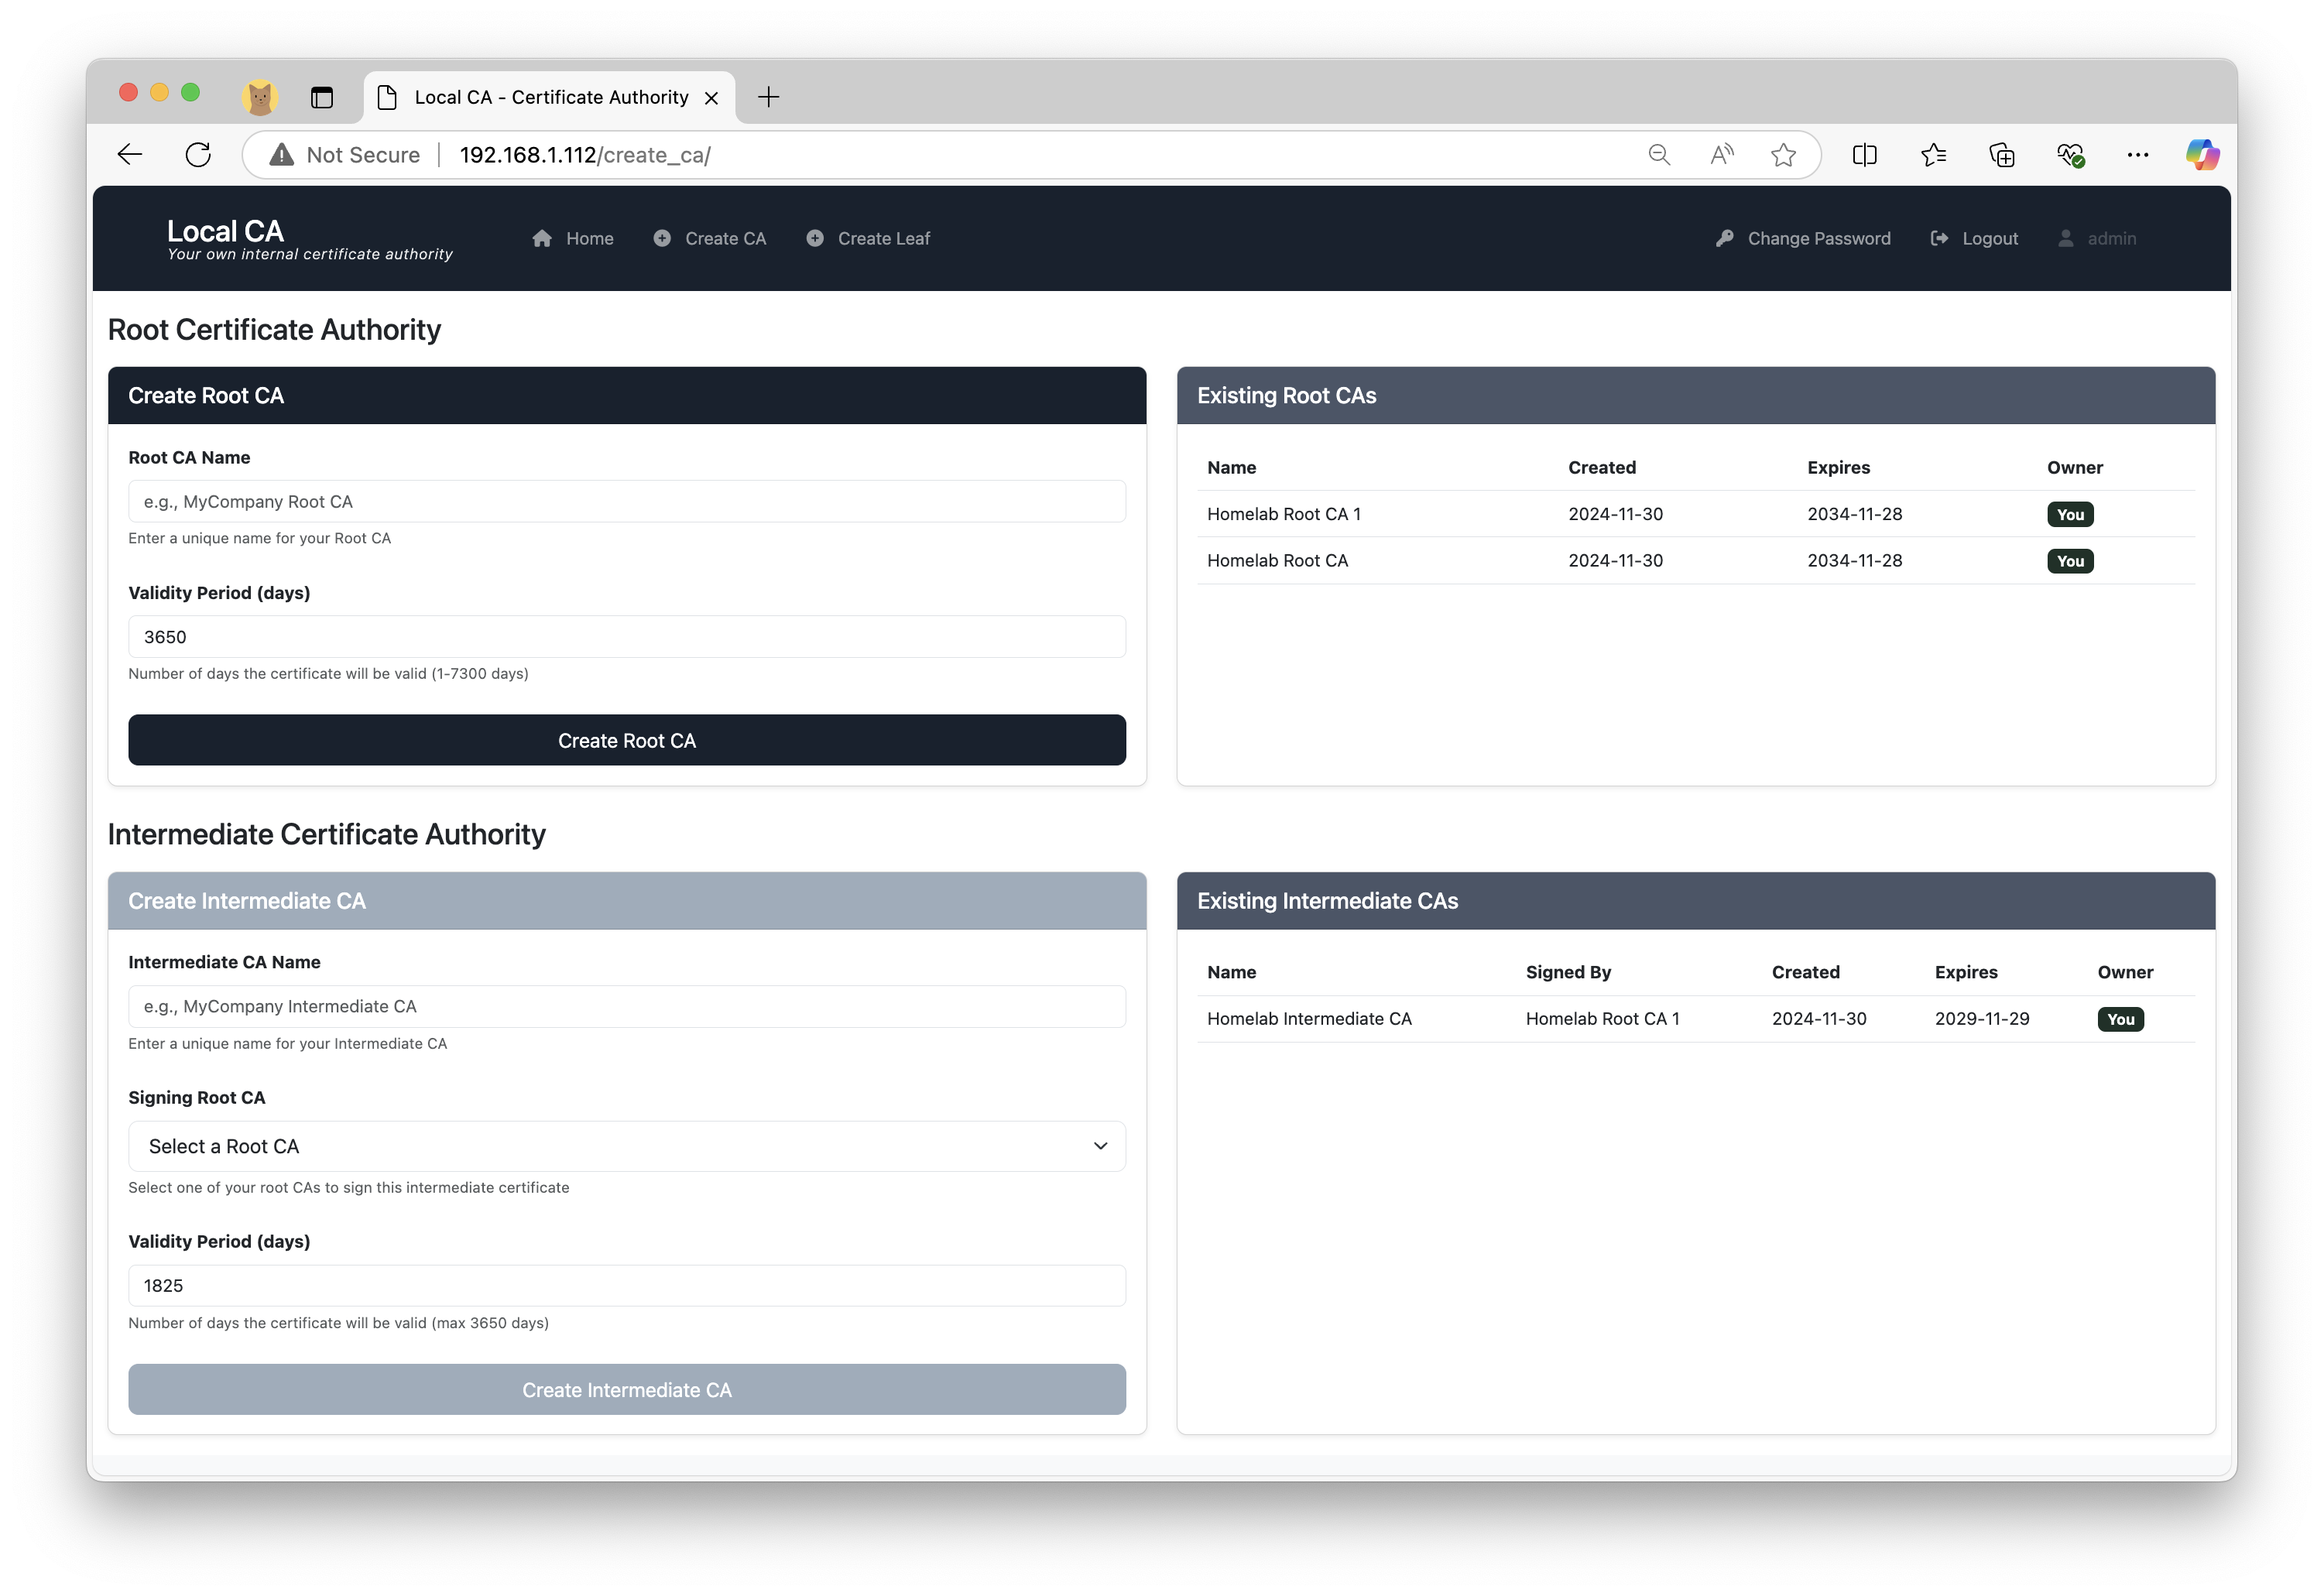 Local CA - Certificate Authority
Not Secure
192.168.1.112/create_ca/
Local CA
Your own internal certificate authority
Home
Create CA
Create Leaf
Change Password
Logout
admin
Root Certificate Authority
Create Root CA
Root CA Name
e.g., MyCompany Root CA
Enter a unique name for your Root CA
Validity Period (days)
3650
Number of days the certificate will be valid (1-7300 days)
Create Root CA
Existing Root CAs
Name Created Expires Owner
Homelab Root CA 1 2024-11-30 2034-11-28 You
Homelab Root CA 2024-11-30 2034-11-28 You
Intermediate Certificate Authority
Create Intermediate CA
Intermediate CA Name
e.g., MyCompany Intermediate CA
Enter a unique name for your Intermediate CA
Signing Root CA
Select a Root CA
Select one of your root CAs to sign this intermediate certificate
Validity Period (days)
1825
Number of days the certificate will be valid (max 3650 days)
Create Intermediate CA
Existing Intermediate CAs
Name Signed By Created Expires Owner
Homelab Intermediate CA Homelab Root CA 1 2024-11-30 2029-11-29 You